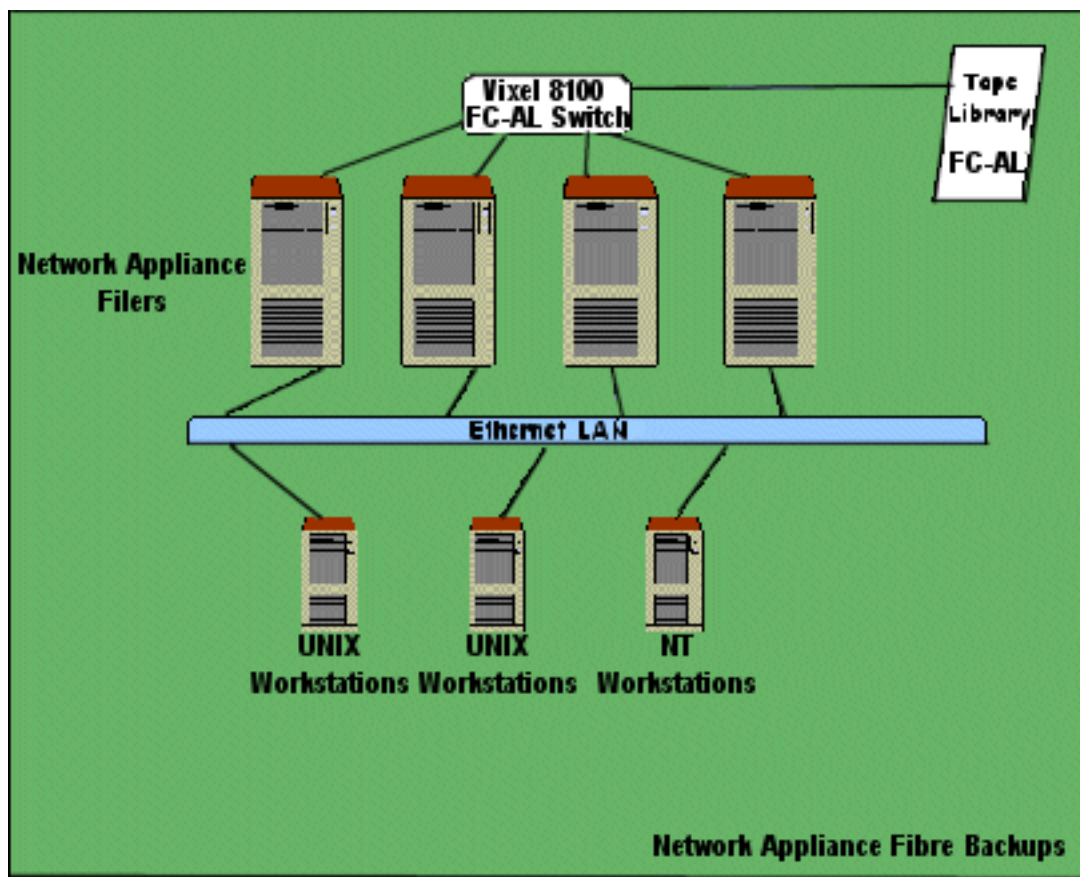 Vixel 8100
FC-AL Switch
Tape
Library
FC-AL
Network Appliance
Filers
Ethernet LAN
UNIX
Workstations
UNIX
Workstations
NT
Workstations
Network Appliance Fibre Backups